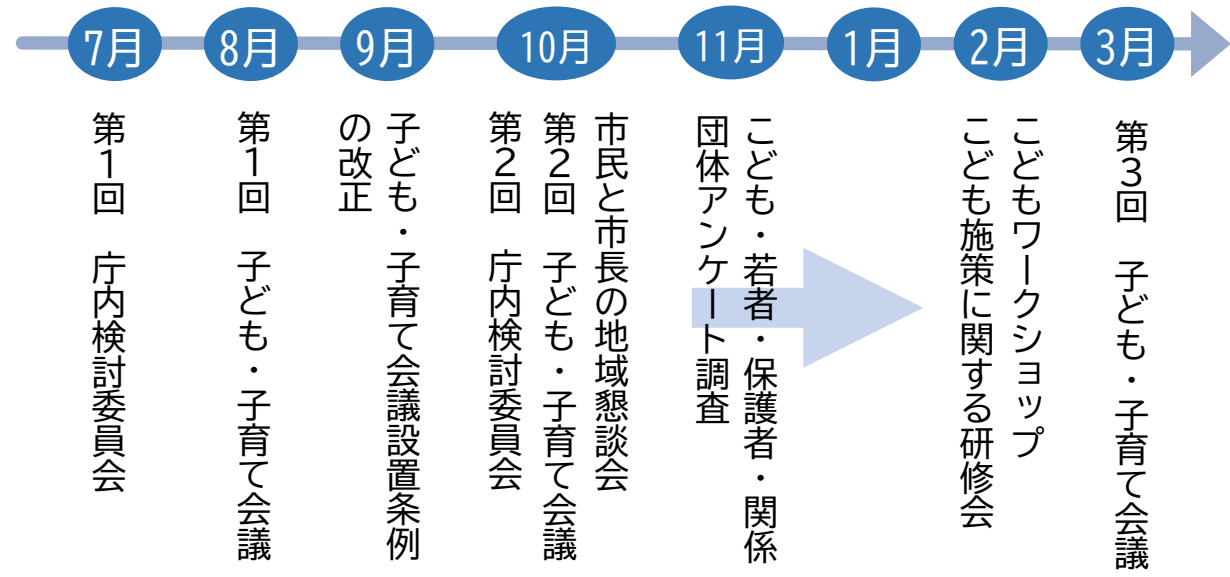 7月
8月
9月
10月
11月
1月
2月
3月
第1回　庁内検討委員会
第1回　子ども・子育て会議
子ども・子育て会議設置条例
の改正
市民と市長の地域懇談会
第2回　子ども・子育て会議
第2回　庁内検討委員会
こども・若者・保護者・関係
団体アンケート調査
こどもワークショップ
こども施策に関する研修会
第3回　子ども・子育て会議